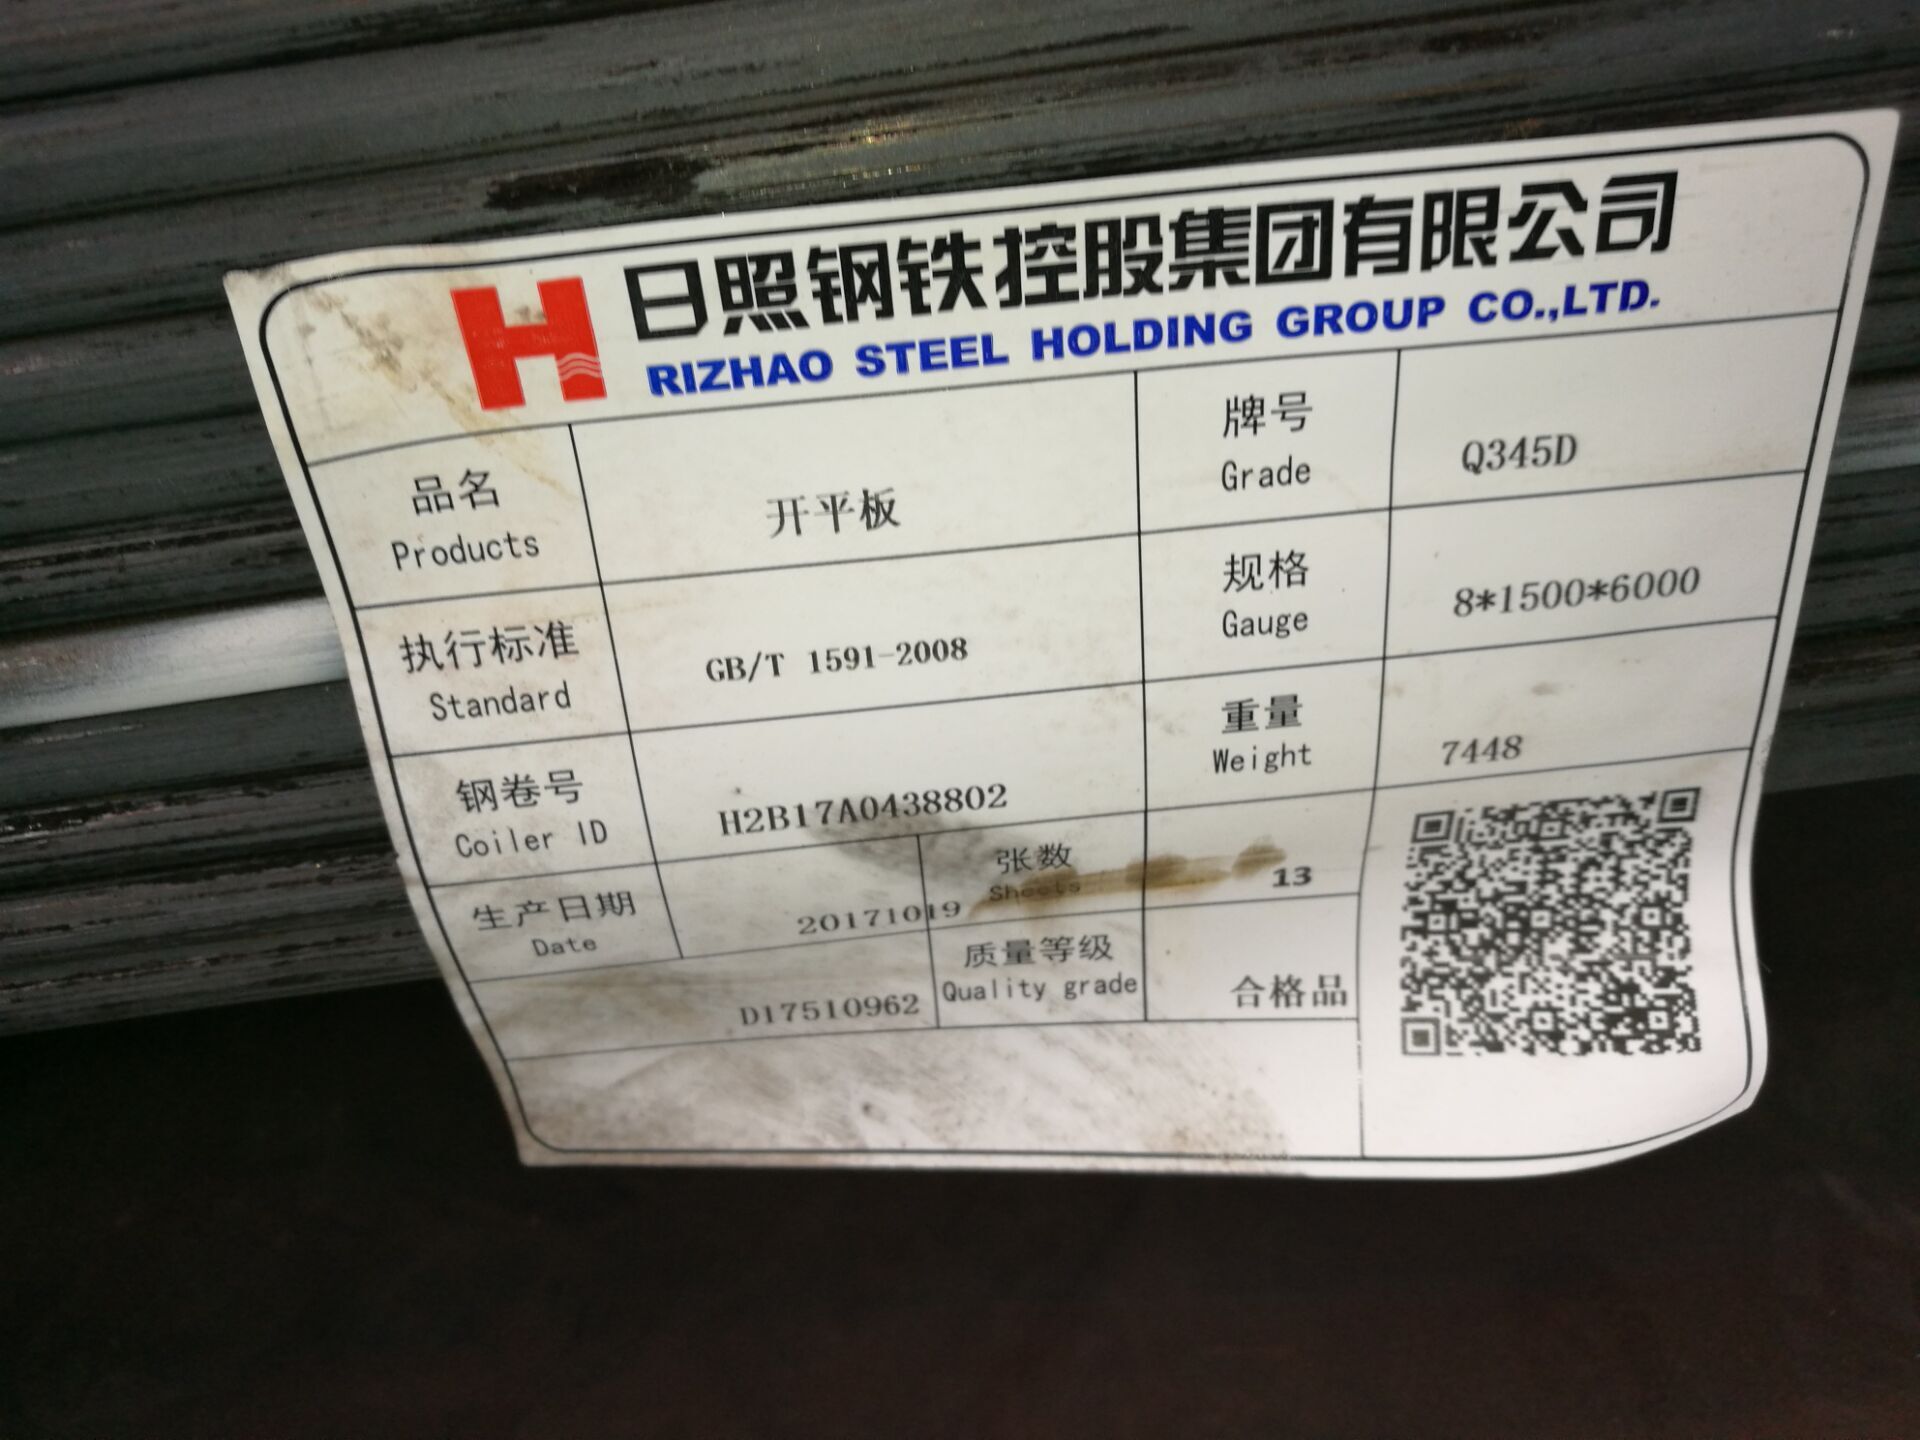 日照钢铁控股集团有限公司
RIZHAO STEEL HOLDING GROUP CO.,LTD.
品名
Products
开平板
牌号
Grade
Q345D
执行标准
Standard
GB/T 1591-2008
规格
Gauge
8*1500*6000
钢卷号
Coiler ID
H2B17A0438802
重量
Weight
7448
生产日期
Date
20171019
张数
Sheets
13
D17510962
质量等级
Quality grade
合格品